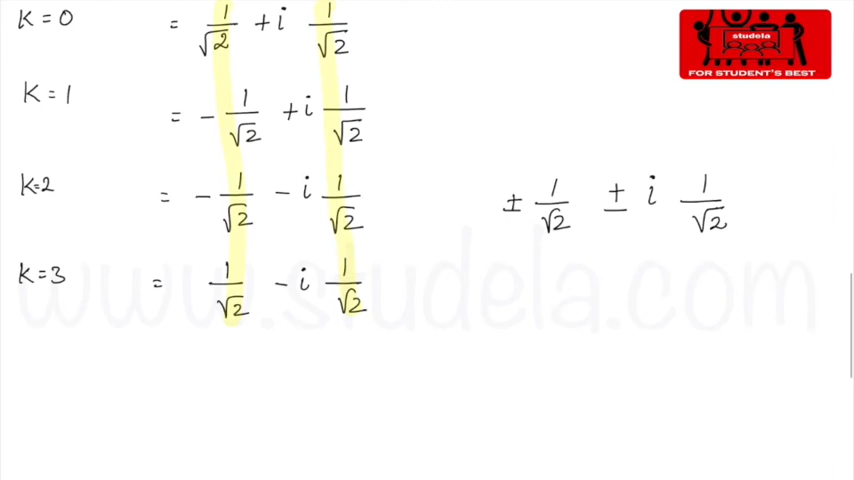 K = 0 = 1/√2 + i 1/√2
studela
FOR STUDENT'S BEST
K = 1 = - 1/√2 + i 1/√2
K=2 = - 1/√2 - i 1/√2 ± 1/√2 ± i 1/√2
K=3 = 1/√2 - i 1/√2
www.studela.com